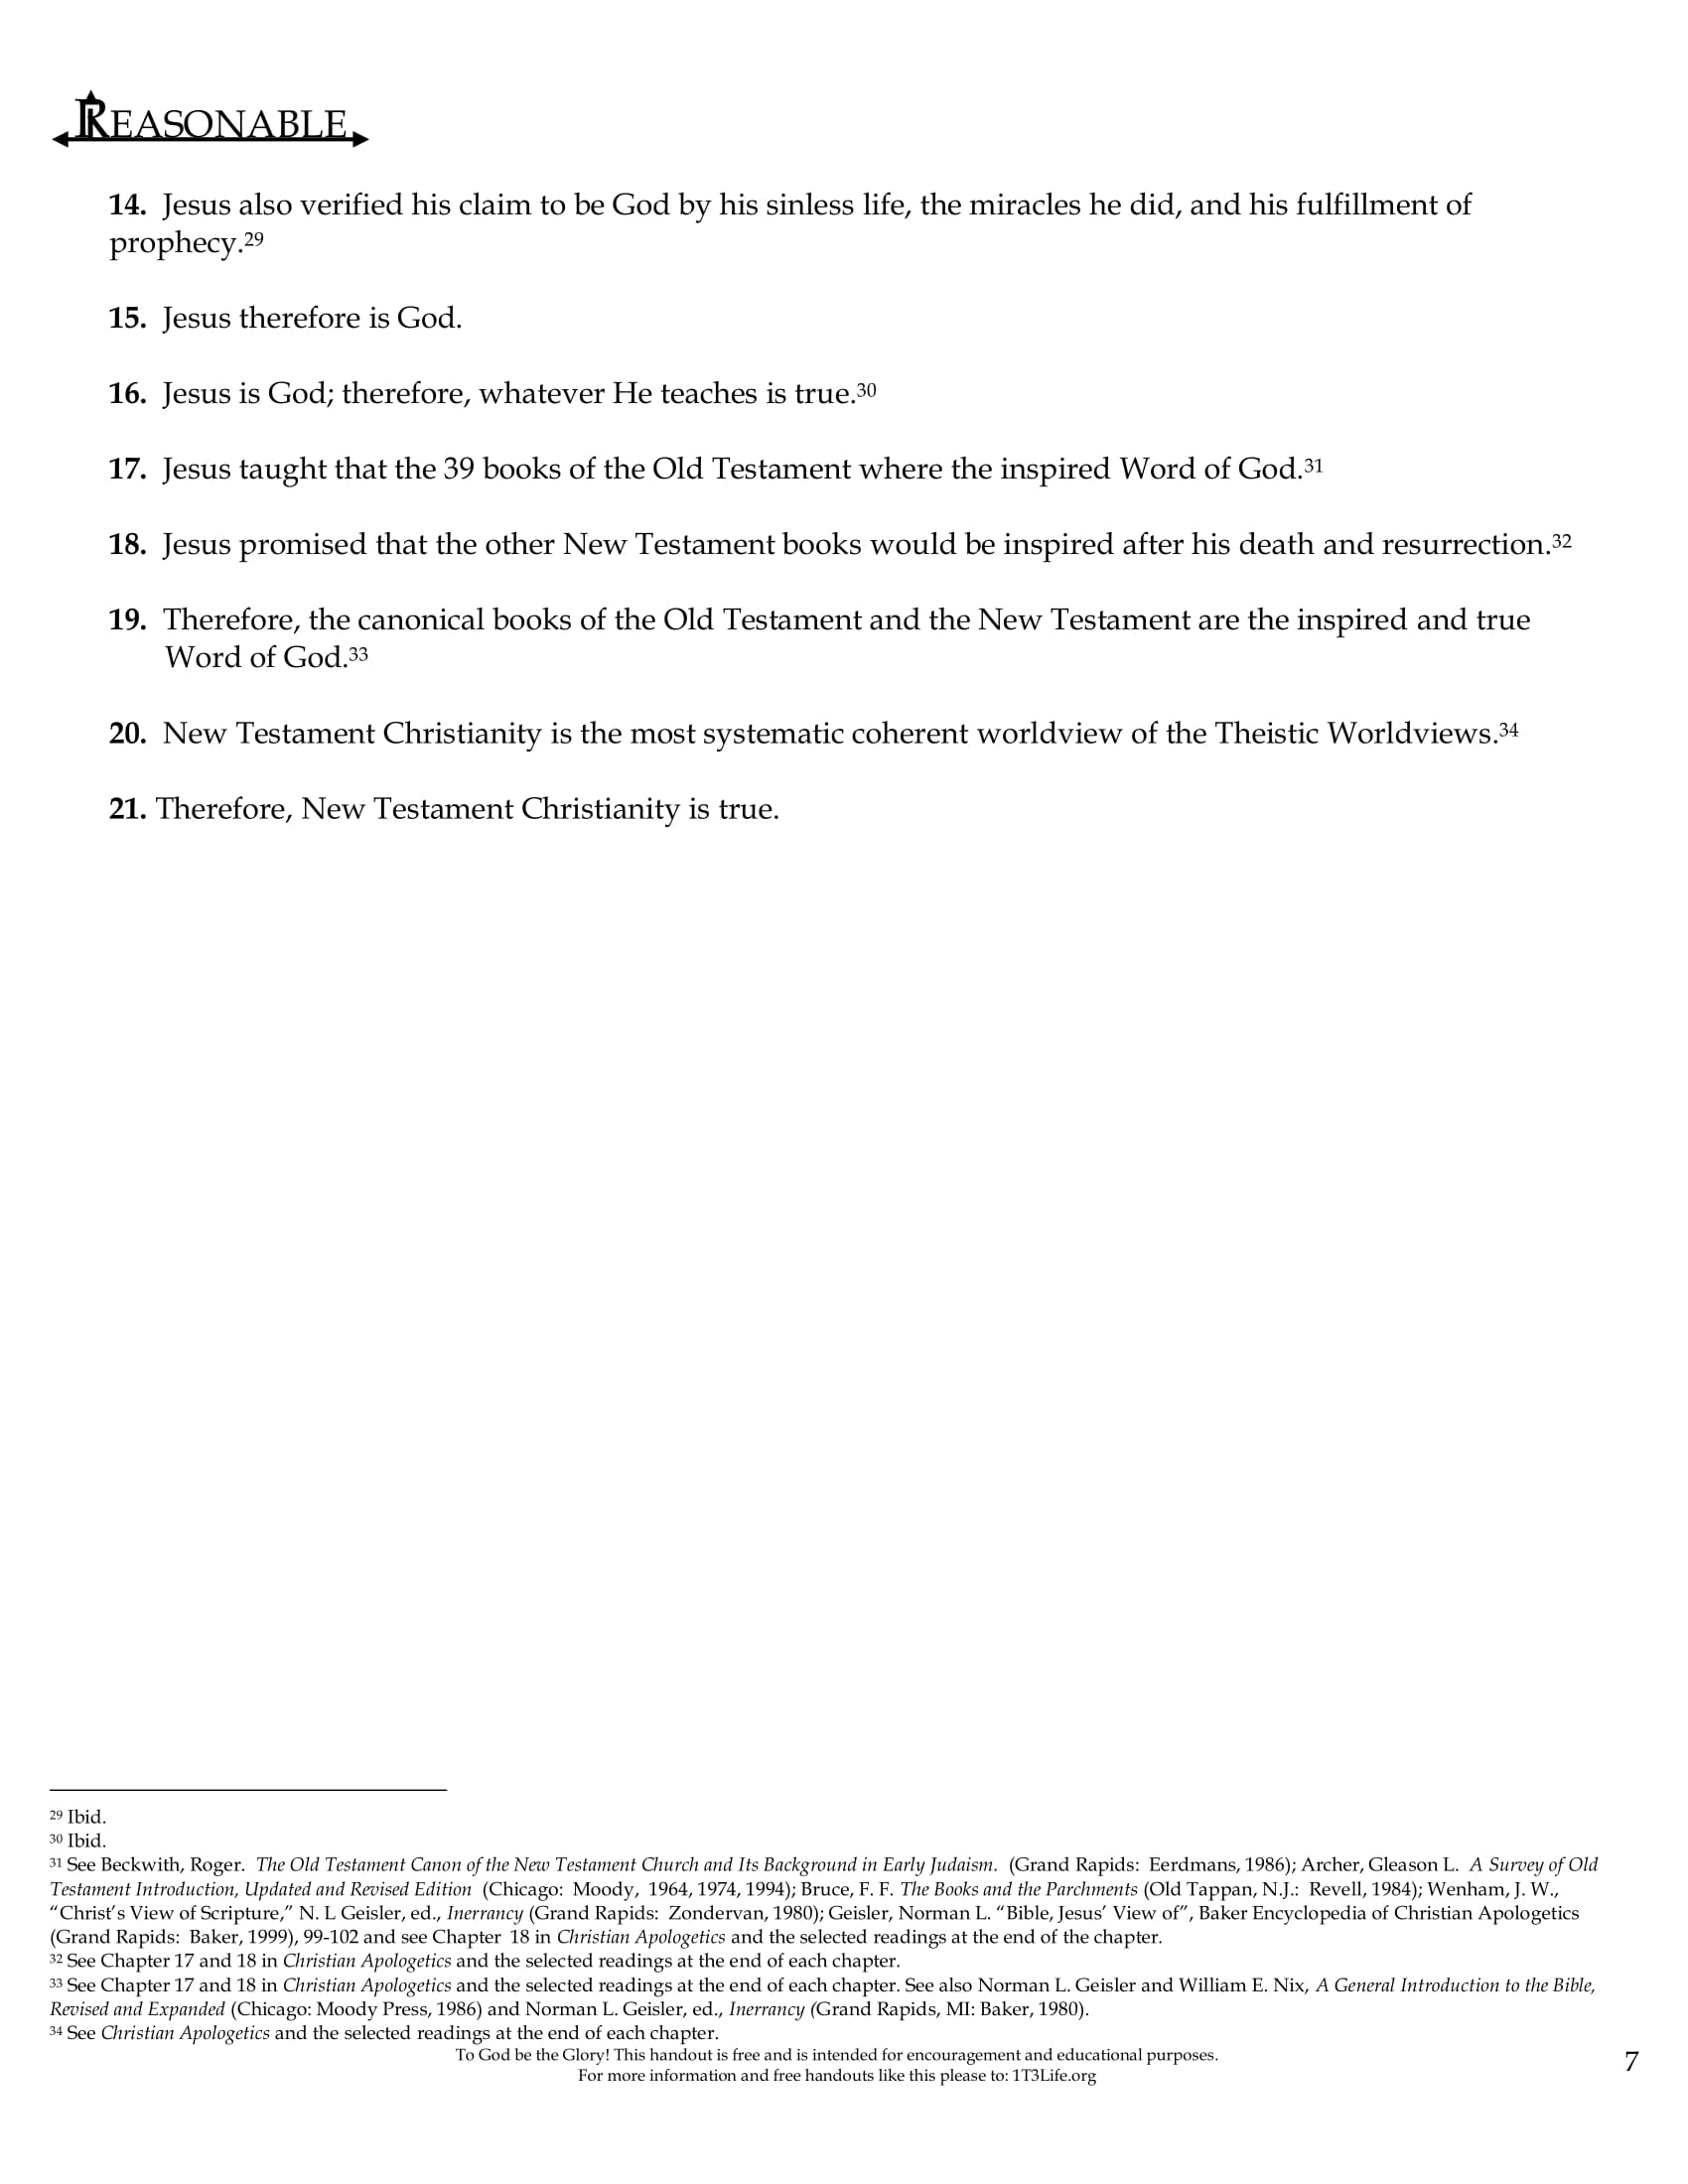 REASONABLE
14. Jesus also verified his claim to be God by his sinless life, the miracles he did, and his fulfillment of
prophecy.29
15. Jesus therefore is God.
16. Jesus is God; therefore, whatever He teaches is true.30
17. Jesus taught that the 39 books of the Old Testament where the inspired Word of God.31
18. Jesus promised that the other New Testament books would be inspired after his death and resurrection.32
19. Therefore, the canonical books of the Old Testament and the New Testament are the inspired and true
Word of God.33
20. New Testament Christianity is the most systematic coherent worldview of the Theistic Worldviews.34
21. Therefore, New Testament Christianity is true.
29 Ibid.
30 Ibid.
31 See Beckwith, Roger. The Old Testament Canon of the New Testament Church and Its Background in Early Judaism. (Grand Rapids: Eerdmans, 1986); Archer, Gleason L. A Survey of Old
Testament Introduction, Updated and Revised Edition (Chicago: Moody, 1964, 1974, 1994); Bruce, F. F. The Books and the Parchments (Old Tappan, N.J.: Revell, 1984); Wenham, J. W.,
“Christ’s View of Scripture,” N. L Geisler, ed., Inerrancy (Grand Rapids: Zondervan, 1980); Geisler, Norman L. “Bible, Jesus’ View of”, Baker Encyclopedia of Christian Apologetics
(Grand Rapids: Baker, 1999), 99-102 and see Chapter 18 in Christian Apologetics and the selected readings at the end of the chapter.
32 See Chapter 17 and 18 in Christian Apologetics and the selected readings at the end of each chapter.
33 See Chapter 17 and 18 in Christian Apologetics and the selected readings at the end of each chapter. See also Norman L. Geisler and William E. Nix, A General Introduction to the Bible,
Revised and Expanded (Chicago: Moody Press, 1986) and Norman L. Geisler, ed., Inerrancy (Grand Rapids, MI: Baker, 1980).
34 See Christian Apologetics and the selected readings at the end of each chapter.
To God be the Glory! This handout is free and is intended for encouragement and educational purposes.
For more information and free handouts like this please to: 1T3Life.org
7